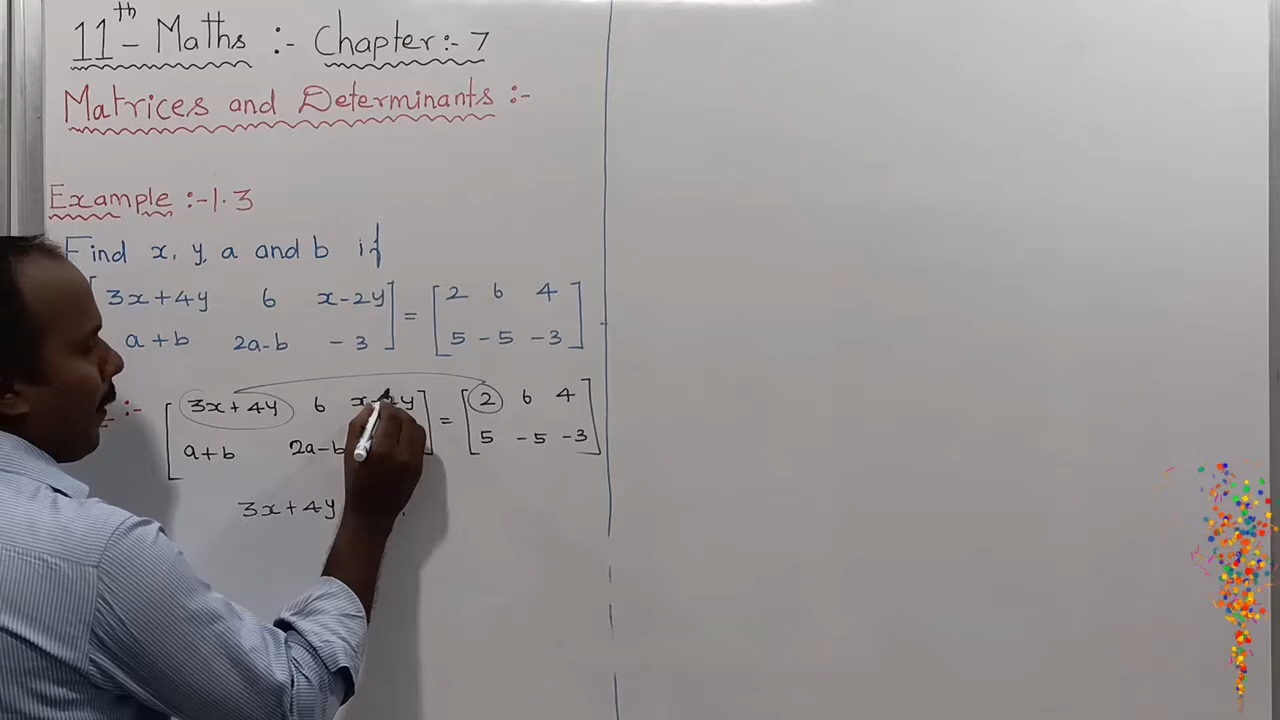 11th - Maths :- Chapter:- 7
Matrices and Determinants :-
Example :- 1.3
Find x, y, a and b if
[ 3x+4y 6 x-2y ] = [ 2 6 4 ]
a+b 2a-b -3 5 -5 -3
:- [ 3x+4y 6 x-2y ] = [ 2 6 4 ]
a+b 2a-b 5 -5 -3
3x+4y